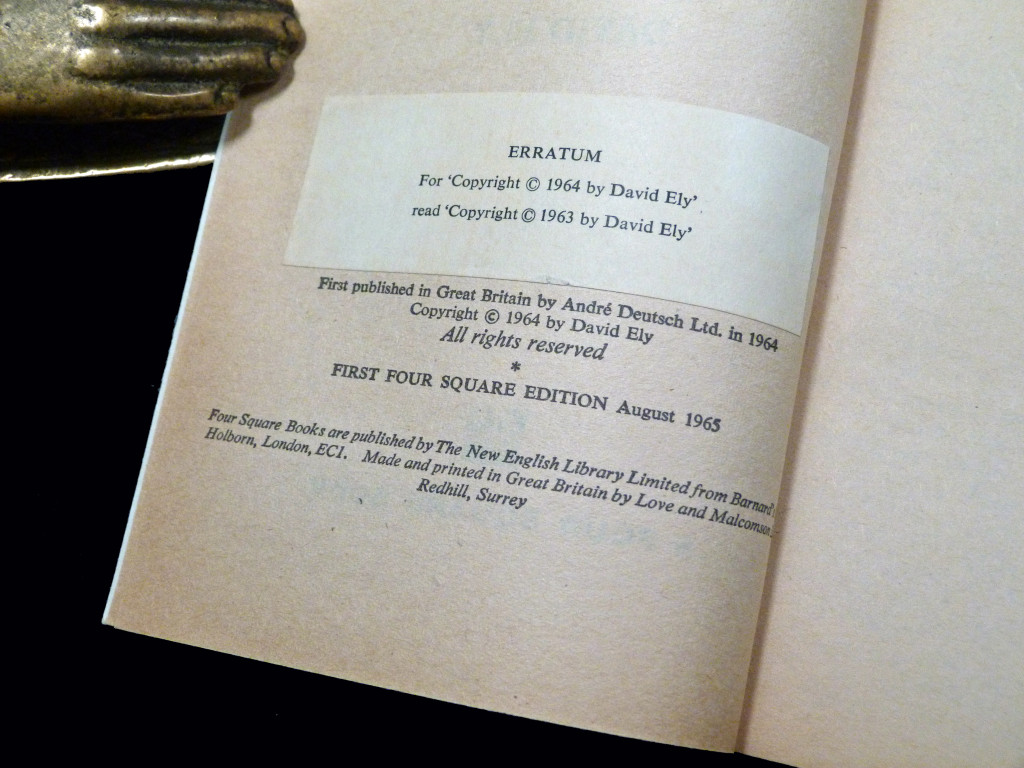 ERRATUM
For ‘Copyright © 1964 by David Ely’
read ‘Copyright © 1963 by David Ely’
First published in Great Britain by André Deutsch Ltd. in 1964
Copyright © 1964 by David Ely
All rights reserved
*
FIRST FOUR SQUARE EDITION August 1965
Four Square Books are published by The New English Library Limited from Barnard's
Holborn, London, EC1. Made and printed in Great Britain by Love and Malcomson,
Redhill, Surrey